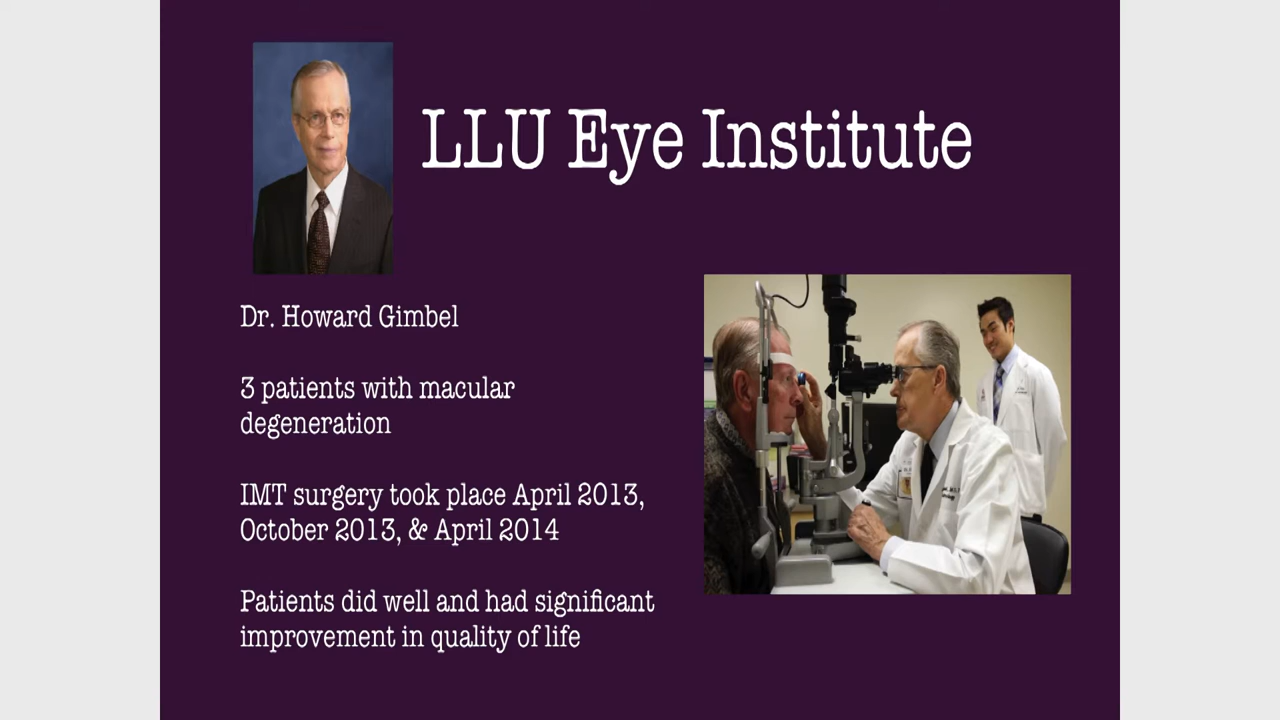 LLU Eye Institute
Dr. Howard Gimbel
3 patients with macular
degeneration
IMT surgery took place April 2013,
October 2013, & April 2014
Patients did well and had significant
improvement in quality of life